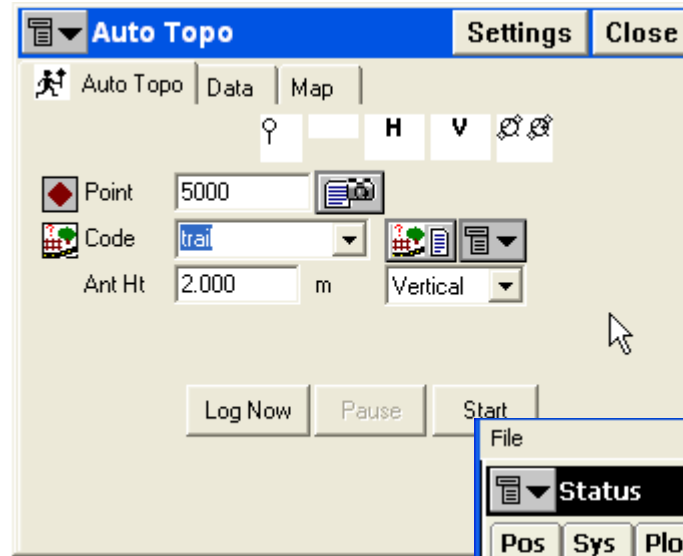 Auto Topo Settings Close
Auto Topo Data Map
H V
Point 5000
Code trail
Ant Ht 2.000 m Vertical
Log Now Pause Start
File
Status
Pos Sys Plo